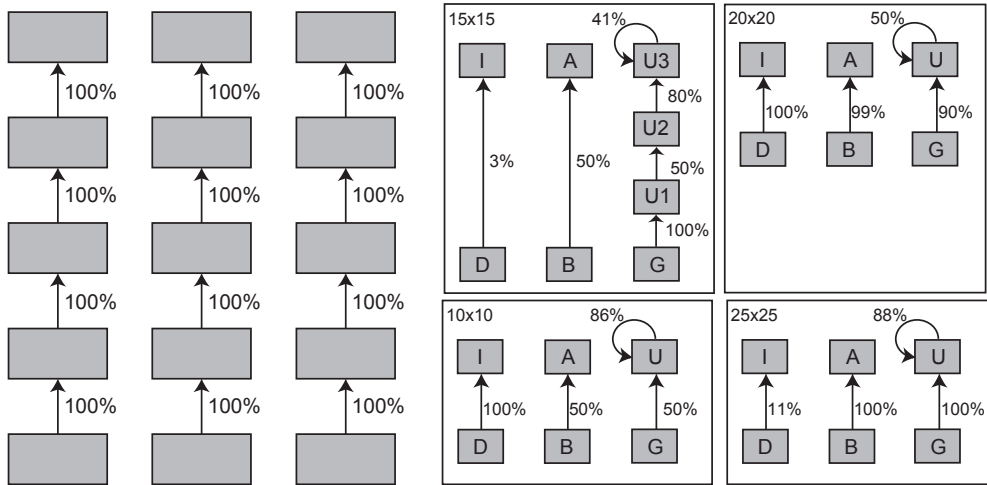 100% 100% 100%
100% 100% 100%
100% 100% 100%
100% 100% 100%
15x15 41%
I A U3
80%
U2
3% 50% 50%
U1
100%
D B G
20x20 50%
I A U
100% 99% 90%
D B G
10x10 86%
I A U
100% 50% 50%
D B G
25x25 88%
I A U
11% 100% 100%
D B G